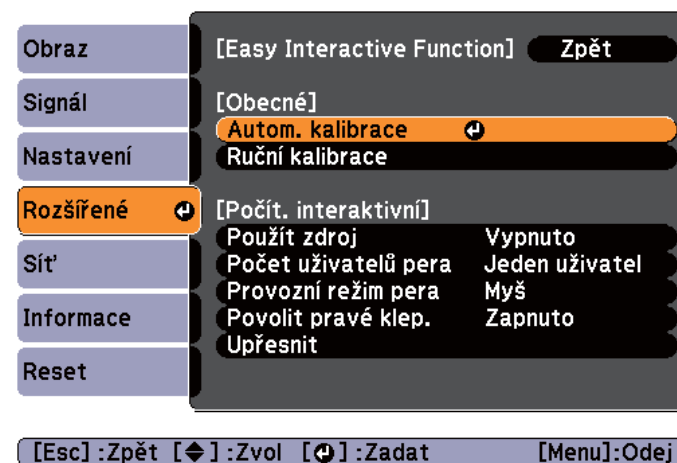 Obraz
Signál
Nastavení
Rozšířené
Síť
Informace
Reset
[Easy Interactive Function] Zpět
[Obecné]
Autom. kalibrace
Ruční kalibrace
[Počít. interaktivní]
Použít zdroj Vypnuto
Počet uživatelů pera Jeden uživatel
Provozní režim pera Myš
Povolit pravé klep. Zapnuto
Upřesnit
[Esc] :Zpět [◆] :Zvol [⏎] :Zadat [Menu]:Odej